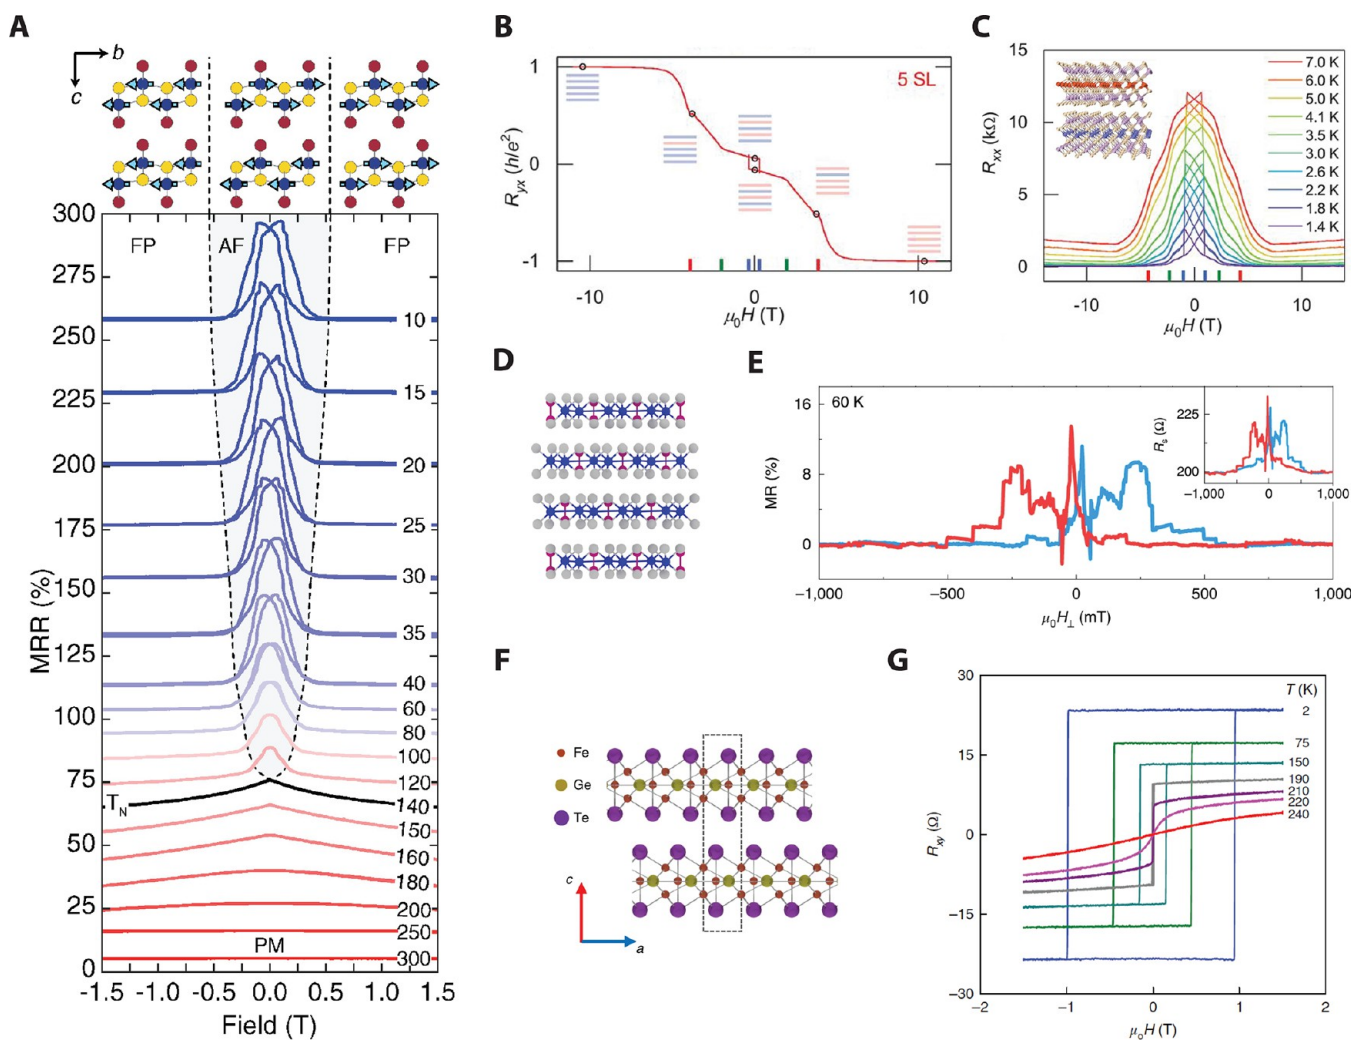 A
b
c
300
275
250
225
200
175
150
125
100
75
50
25
0
MRR (%)
FP
AF
FP
10
15
20
25
30
35
40
60
80
100
120
T_N
140
150
160
180
200
250
PM
300
-1.5
-1.0
-0.5
0.0
0.5
1.0
1.5
Field (T)
B
1
0
-1
R_yx (h/e²)
5 SL
-10
0
10
μ₀H (T)
C
15
10
5
0
R_xx (kΩ)
7.0 K
6.0 K
5.0 K
4.1 K
3.5 K
3.0 K
2.6 K
2.2 K
1.8 K
1.4 K
-10
0
10
μ₀H (T)
D
E
16
8
0
MR (%)
60 K
225
200
R_s (Ω)
−1,000
0
1,000
−1,000
−500
0
500
1,000
μ₀H⊥ (mT)
F
Fe
Ge
Te
c
a
G
30
15
0
−15
−30
R_xy (Ω)
T (K)
2
75
150
190
210
220
240
−2
−1
0
1
2
μ₀H (T)